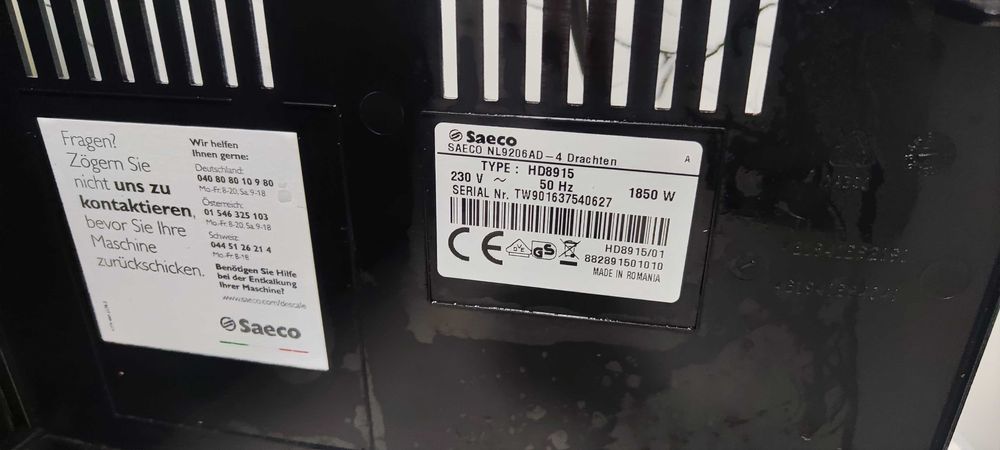 Fragen?
Zögern Sie
nicht uns zu
kontaktieren,
bevor Sie Ihre
Maschine
zurückschicken.
Wir helfen
Ihnen gerne:
Deutschland:
040 80 80 10 9 80
Mo.-Fr. 8-20, Sa. 9-18
Österreich:
01 546 325 103
Mo.-Fr. 8-20, Sa. 9-18
Schweiz:
044 51 26 21 4
Mo.-Fr. 8-18
Benötigen Sie Hilfe
bei der Entkalkung
Ihrer Maschine?
www.saeco.com/descale
Saeco
Saeco
SAECO NL9206AD-4 Drachten A
TYPE : HD8915
230 V ~ 50 Hz 1850 W
SERIAL Nr. TW901637540627
CE GS
HD8915/01
882891501010
MADE IN ROMANIA